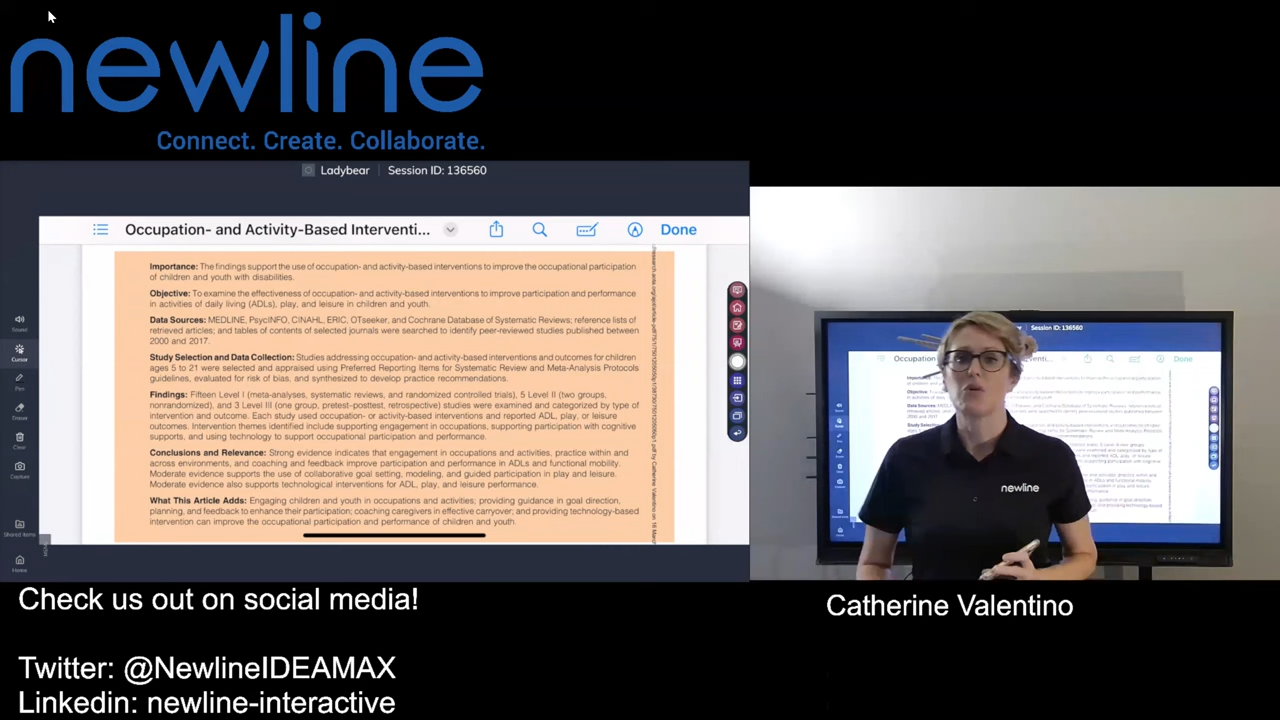 newline
Connect. Create. Collaborate.
Ladybear Session ID: 136560
Occupation- and Activity-Based Interventi... Done
Importance: The findings support the use of occupation- and activity-based interventions to improve the occupational participation
of children and youth with disabilities.
Objective: To examine the effectiveness of occupation- and activity-based interventions to improve participation and performance
in activities of daily living (ADLs), play, and leisure in children and youth.
Data Sources: MEDLINE, PsycINFO, CINAHL, ERIC, OTseeker, and Cochrane Database of Systematic Reviews; reference lists of
retrieved articles; and tables of contents of selected journals were searched to identify peer-reviewed studies published between
2000 and 2017.
Study Selection and Data Collection: Studies addressing occupation- and activity-based interventions and outcomes for children
ages 5 to 21 were selected and appraised using Preferred Reporting Items for Systematic Review and Meta-Analysis Protocols
guidelines, evaluated for risk of bias, and synthesized to develop practice recommendations.
Findings: Fifteen Level I (meta-analyses, systematic reviews, and randomized controlled trials), 5 Level II (two groups,
nonrandomized), and 3 Level III (one group, pretest-posttest, retrospective) studies were examined and categorized by type of
intervention and outcome. Each study used occupation- or activity-based interventions and reported ADL, play, or leisure
outcomes. Intervention themes identified include supporting engagement in occupations, supporting participation with cognitive
supports, and using technology to support occupational participation and performance.
Conclusions and Relevance: Strong evidence indicates that engagement in occupations and activities, practice within and
across environments, and coaching and feedback improve participation and performance in ADLs and functional mobility.
Moderate evidence supports the use of collaborative goal setting, modeling, and guided participation in play and leisure.
Moderate evidence also supports technological interventions for ADL, play, and leisure performance.
What This Article Adds: Engaging children and youth in occupations and activities; providing guidance in goal direction,
planning, and feedback to enhance their participation; coaching caregivers in effective carryover; and providing technology-based
intervention can improve the occupational participation and performance of children and youth.
Sound
Cursor
Pen
Eraser
Clear
Capture
Shared items
Home
Session ID: 136560
Done
newline
Catherine Valentino
Check us out on social media!
Twitter: @NewlineIDEAMAX
Linkedin: newline-interactive